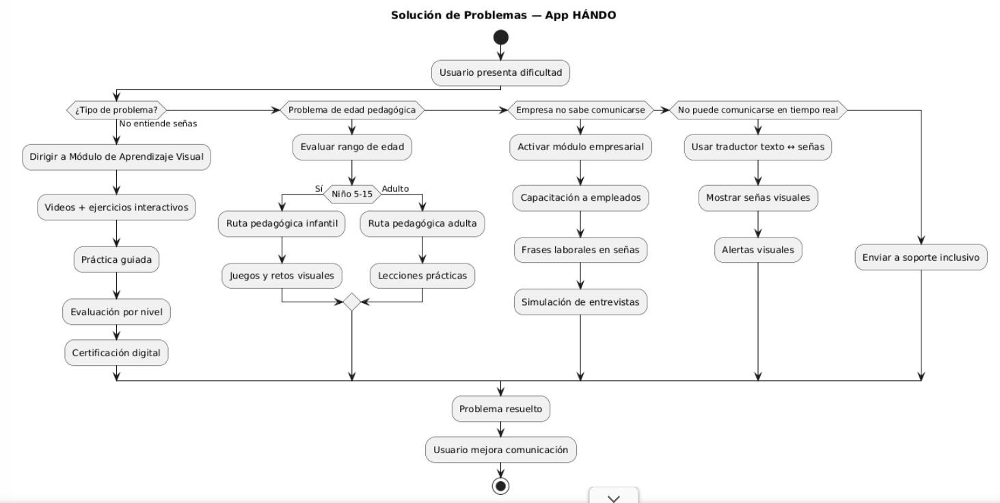 Solución de Problemas — App HÁNDO
Usuario presenta dificultad
¿Tipo de problema?
No entiende señas
Dirigir a Módulo de Aprendizaje Visual
Videos + ejercicios interactivos
Práctica guiada
Evaluación por nivel
Certificación digital
Problema de edad pedagógica
Evaluar rango de edad
Niño 5-15
Sí
Ruta pedagógica infantil
Juegos y retos visuales
Adulto
Ruta pedagógica adulta
Lecciones prácticas
Empresa no sabe comunicarse
Activar módulo empresarial
Capacitación a empleados
Frases laborales en señas
Simulación de entrevistas
No puede comunicarse en tiempo real
Usar traductor texto ↔ señas
Mostrar señas visuales
Alertas visuales
Enviar a soporte inclusivo
Problema resuelto
Usuario mejora comunicación